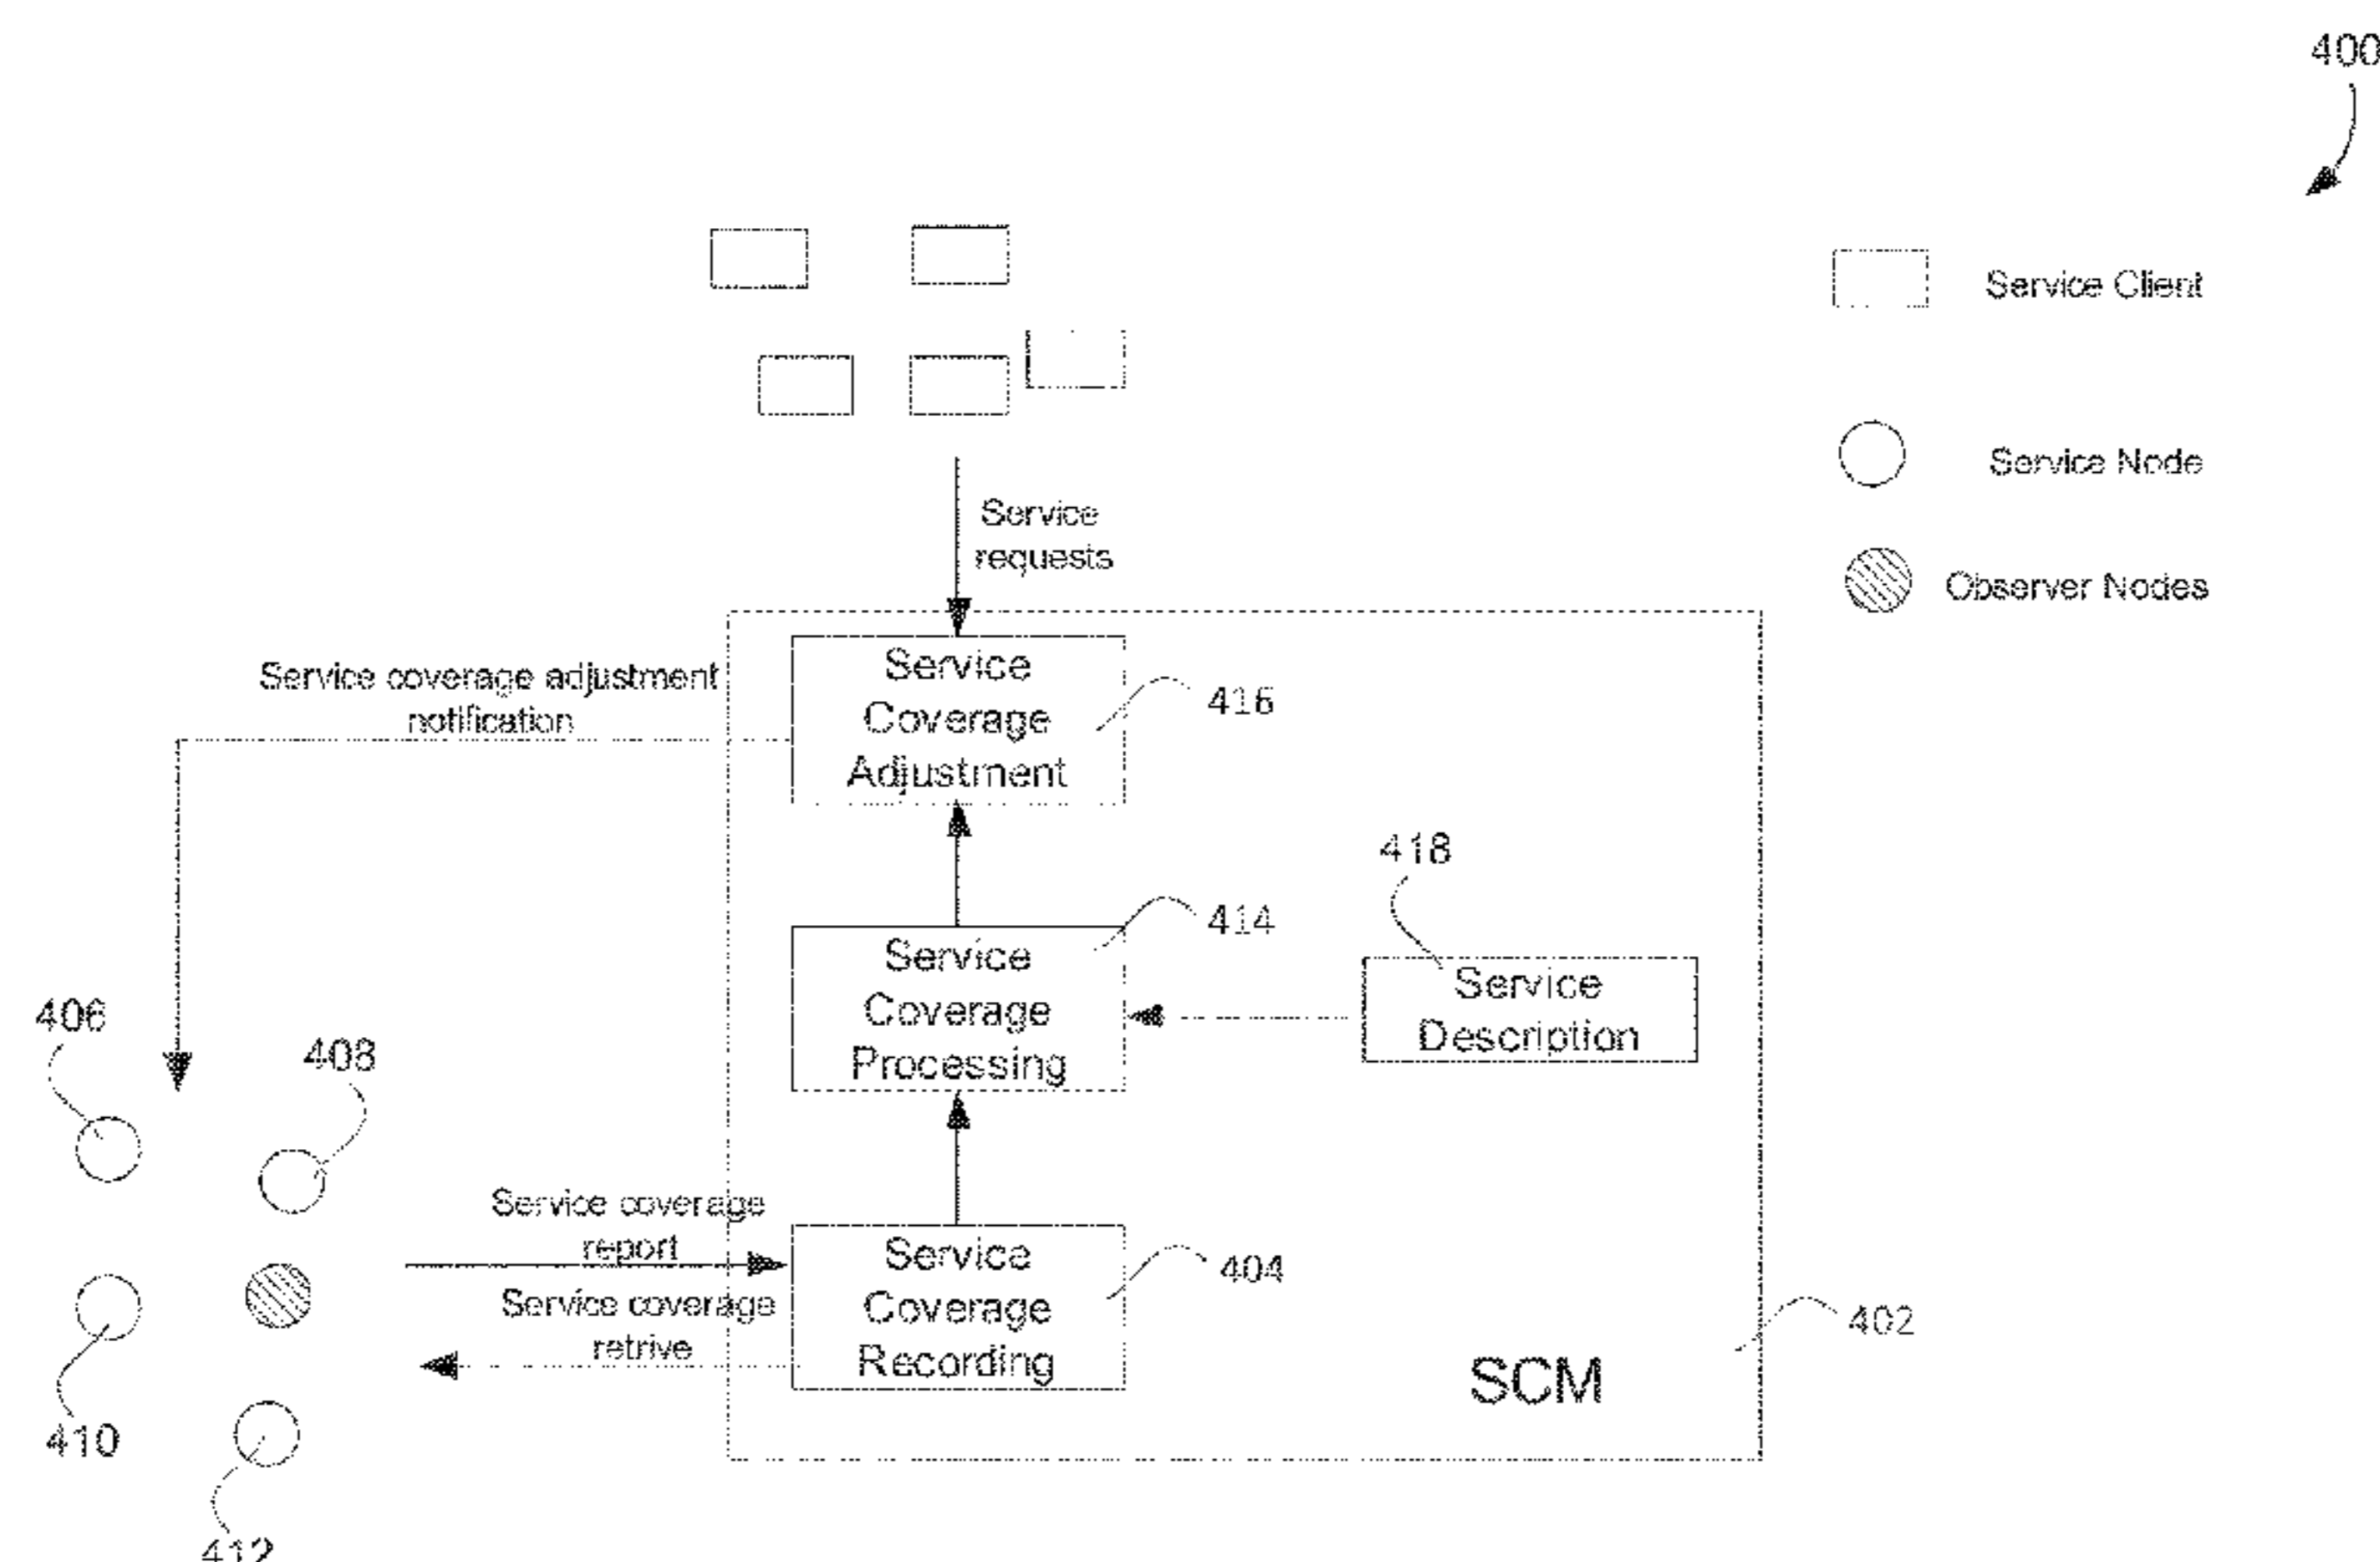 400
Service Client
Service Node
Observer Nodes
Service
requests
Service coverage adjustment
notification
Service
Coverage
Adjustment
416
418
414
Service
Coverage
Processing
Service
Description
406
408
Service coverage
report
Service
Coverage
Recording
404
Service coverage
retrive
402
SCM
410
412